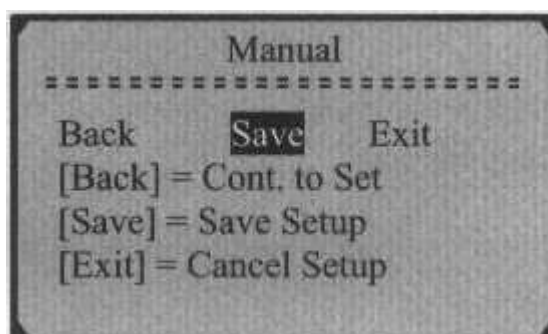 Manual
= = = = = = = = = = = = = = = = = = = = = = = = = =
Back Save Exit
[Back] = Cont. to Set
[Save] = Save Setup
[Exit] = Cancel Setup